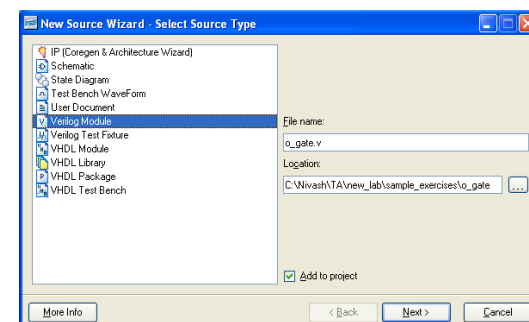 New Source Wizard - Select Source Type
IP (Coregen & Architecture Wizard)
Schematic
State Diagram
Test Bench WaveForm
User Document
Verilog Module
Verilog Test Fixture
VHDL Module
VHDL Library
VHDL Package
VHDL Test Bench
File name:
o_gate.v
Location:
C:\Nivash\TA\new_lab\sample_exercises\o_gate
...
Add to project
More Info
< Back
Next >
Cancel